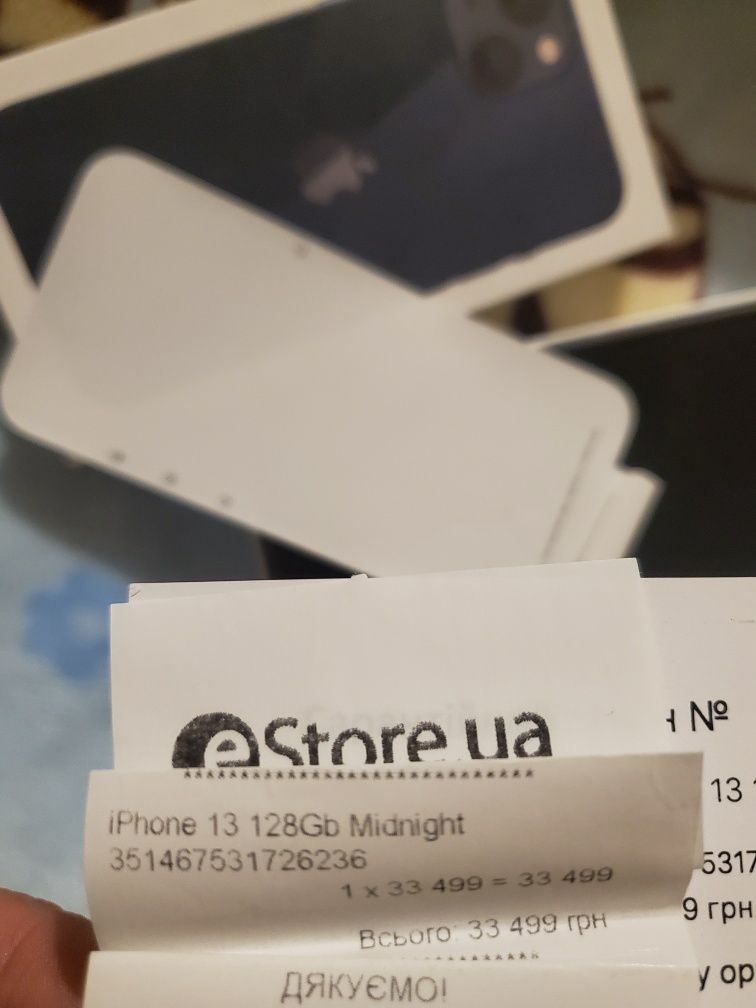 eStore.ua
iPhone 13 128Gb Midnight
351467531726236
1 x 33 499 = 33 499
Всього: 33 499 грн
ДЯКУЄМО!
№
13
5317
9 грн
у ор